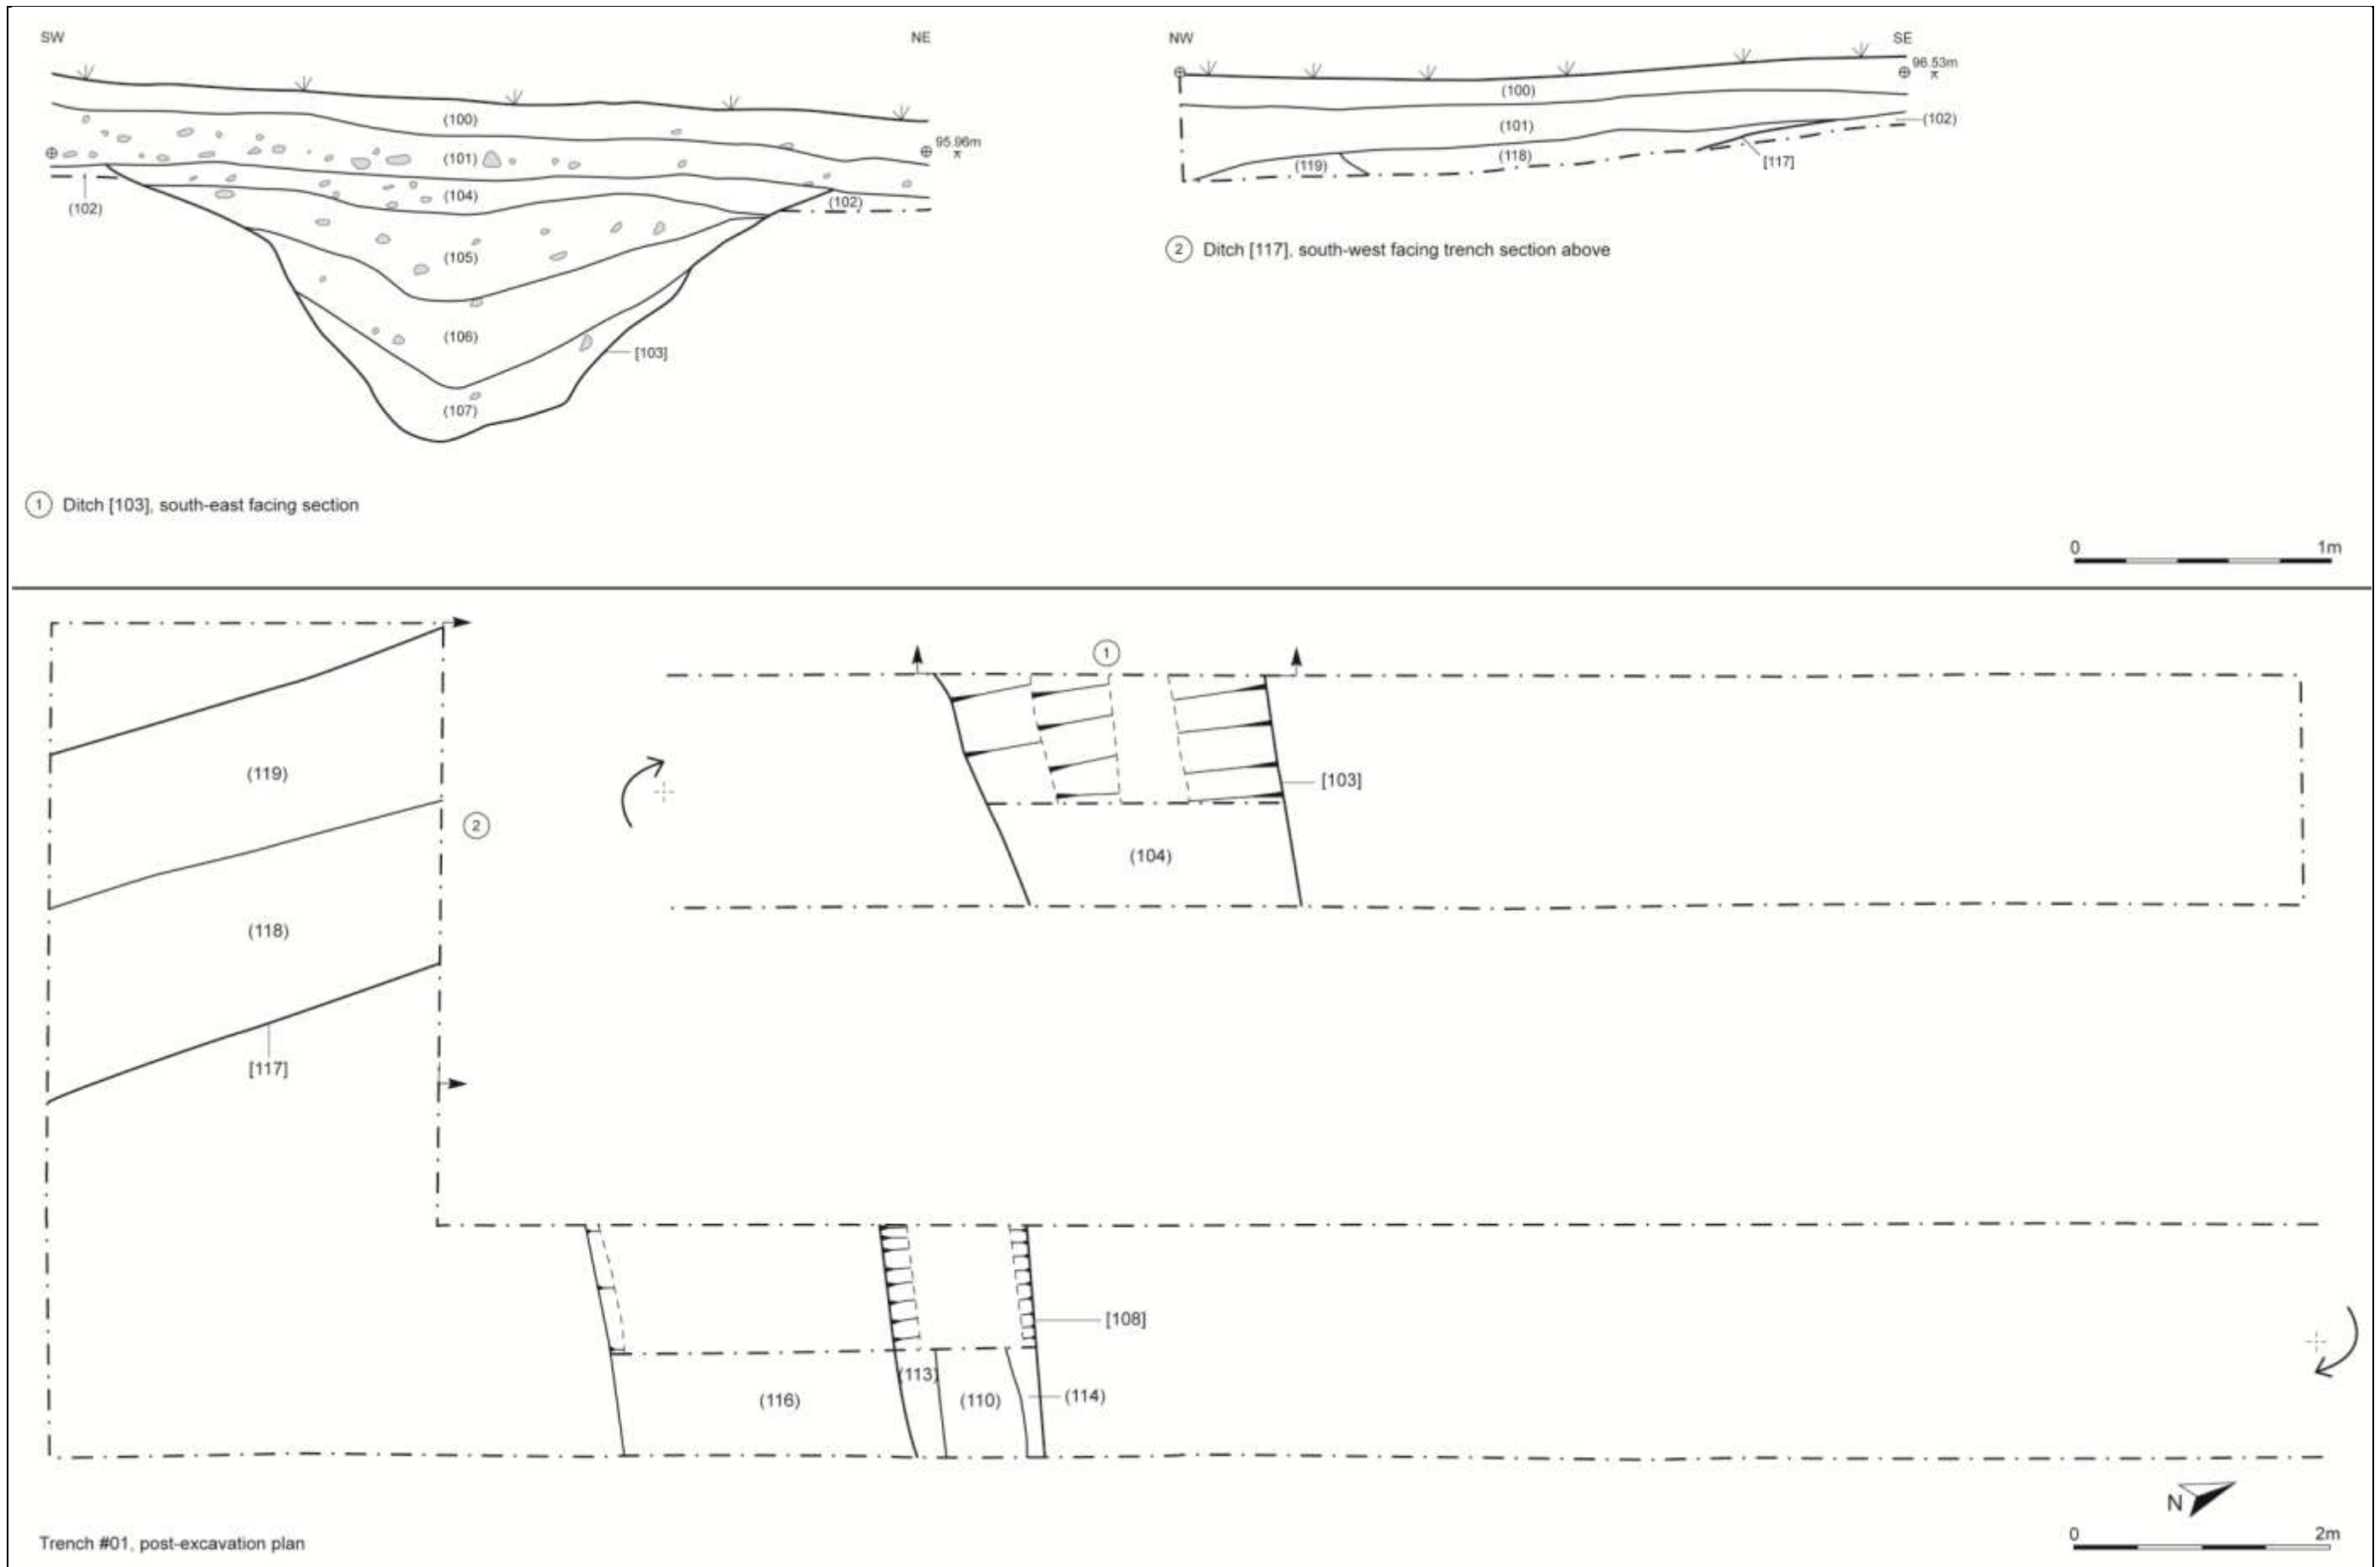 SW
NE
(100)
(101)
95.96m
(104)
(102)
(102)
(105)
(106)
[103]
(107)
1 Ditch [103], south-east facing section
NW
SE
96.53m
(100)
(101)
(102)
(118)
(119)
[117]
2 Ditch [117], south-west facing trench section above
0 1m
1
(119)
[103]
2
(104)
(118)
[117]
[108]
(113)
(116)
(110)
(114)
N
Trench #01, post-excavation plan
0 2m